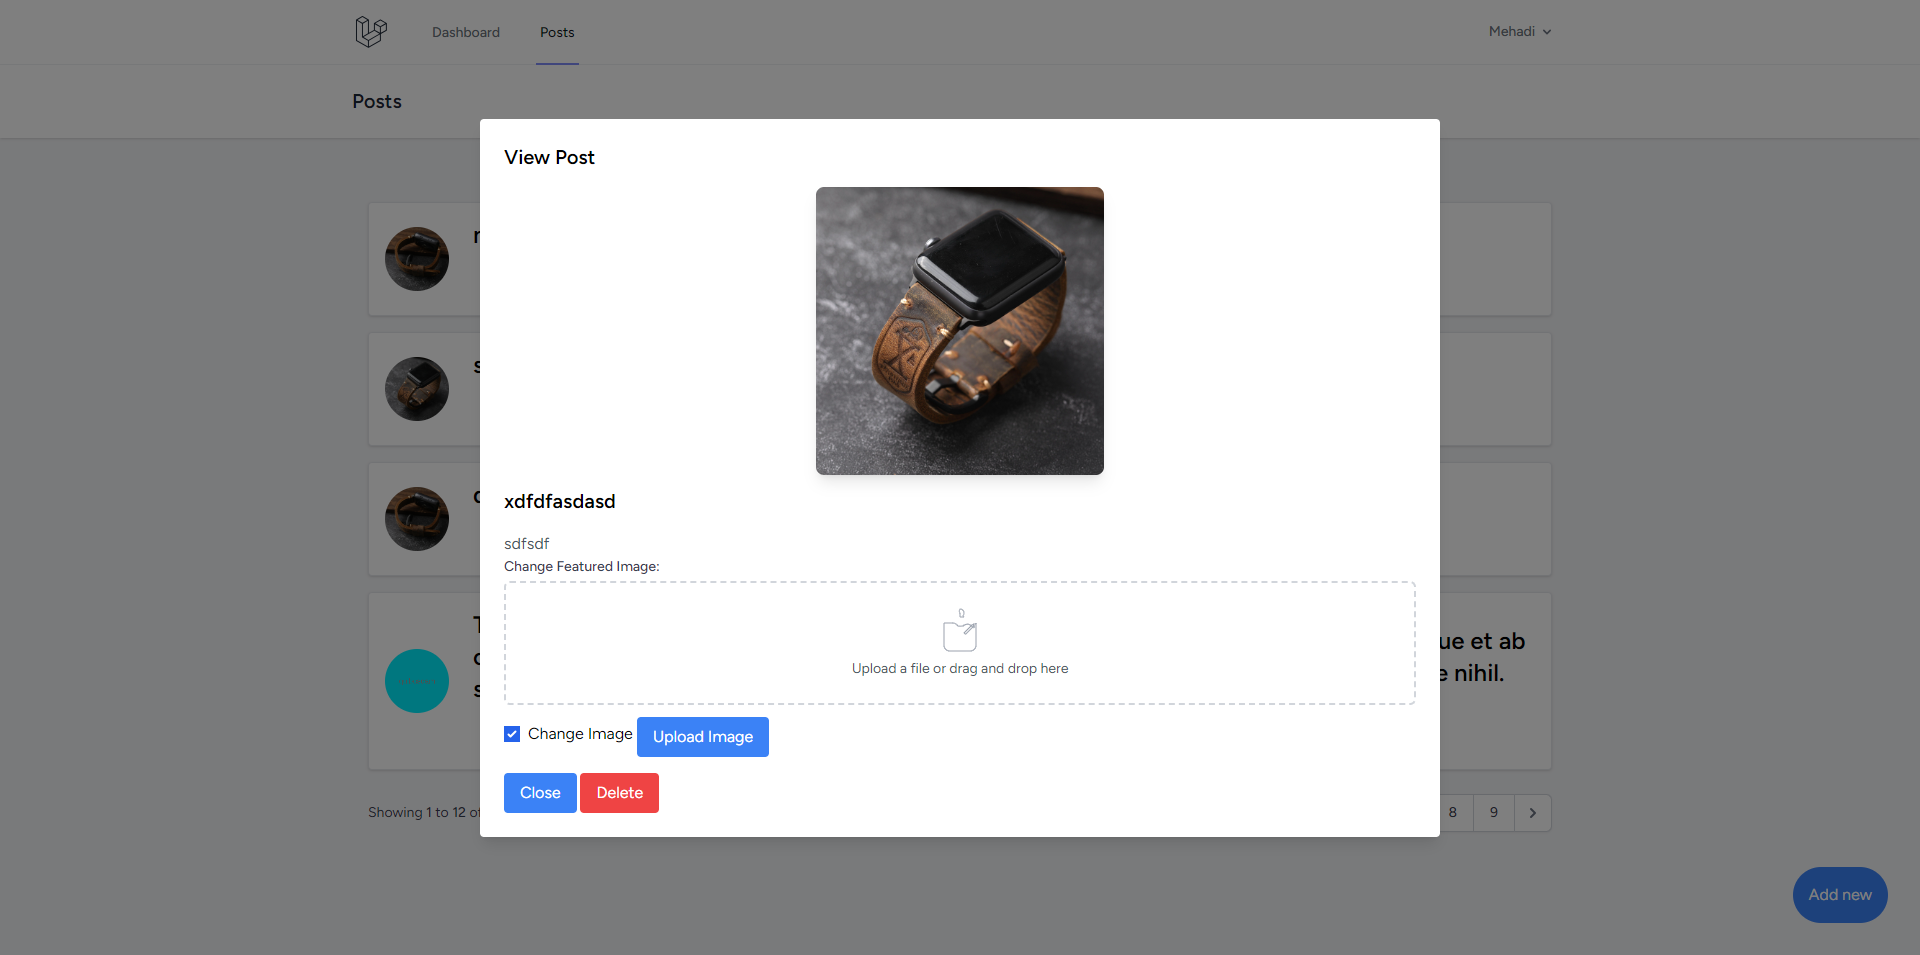 Dashboard
Posts
Mehadi
Posts
View Post
xdfdfasdasd
sdfsdf
Change Featured Image:
Upload a file or drag and drop here
Change Image
Upload Image
Close
Delete
ue et ab
nihil.
Showing 1 to 12 of
8
9
Add new